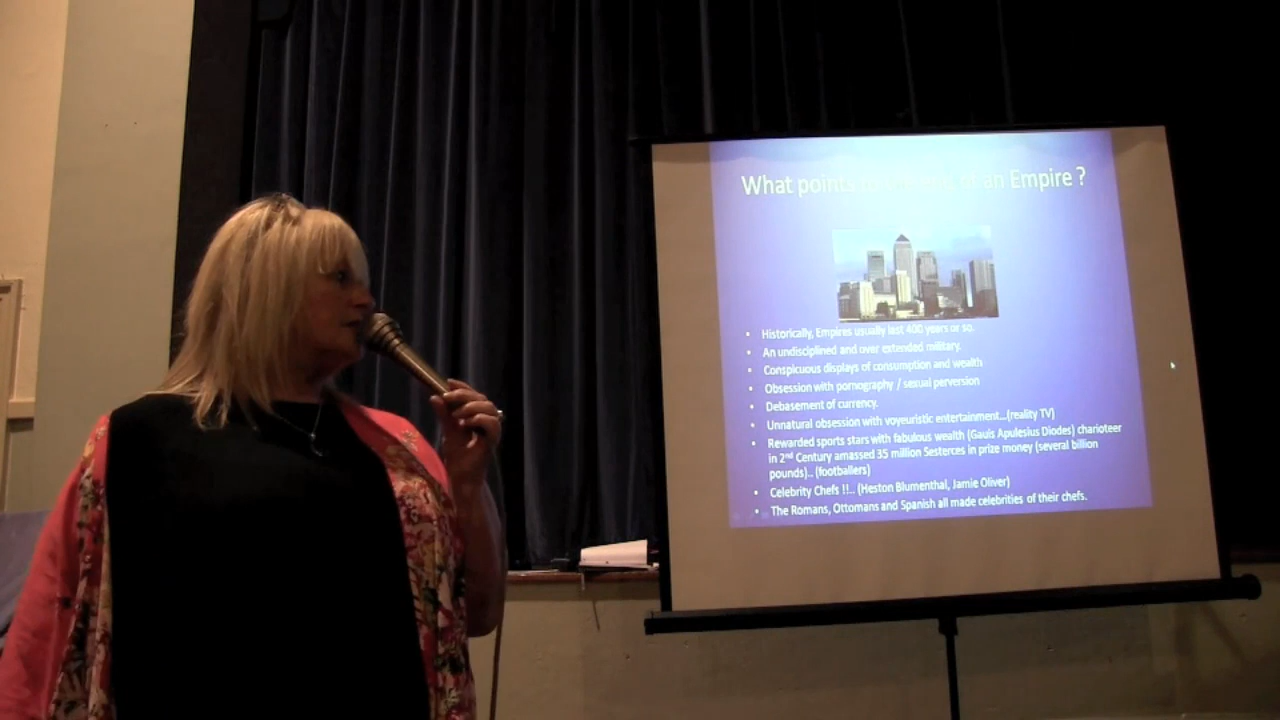 What points to the end of an Empire ?
• Historically, Empires usually last 400 years or so.
• An undisciplined and over extended military.
• Conspicuous displays of consumption and wealth
• Obsession with pornography / sexual perversion
• Debasement of currency.
• Unnatural obsession with voyeuristic entertainment...(reality TV)
• Rewarded sports stars with fabulous wealth (Gauis Apulesius Diodes) charioteer
in 2nd Century amassed 35 million Sesterces in prize money (several billion
pounds).. (footballers)
• Celebrity Chefs !!.. (Heston Blumenthal, Jamie Oliver)
• The Romans, Ottomans and Spanish all made celebrities of their chefs.